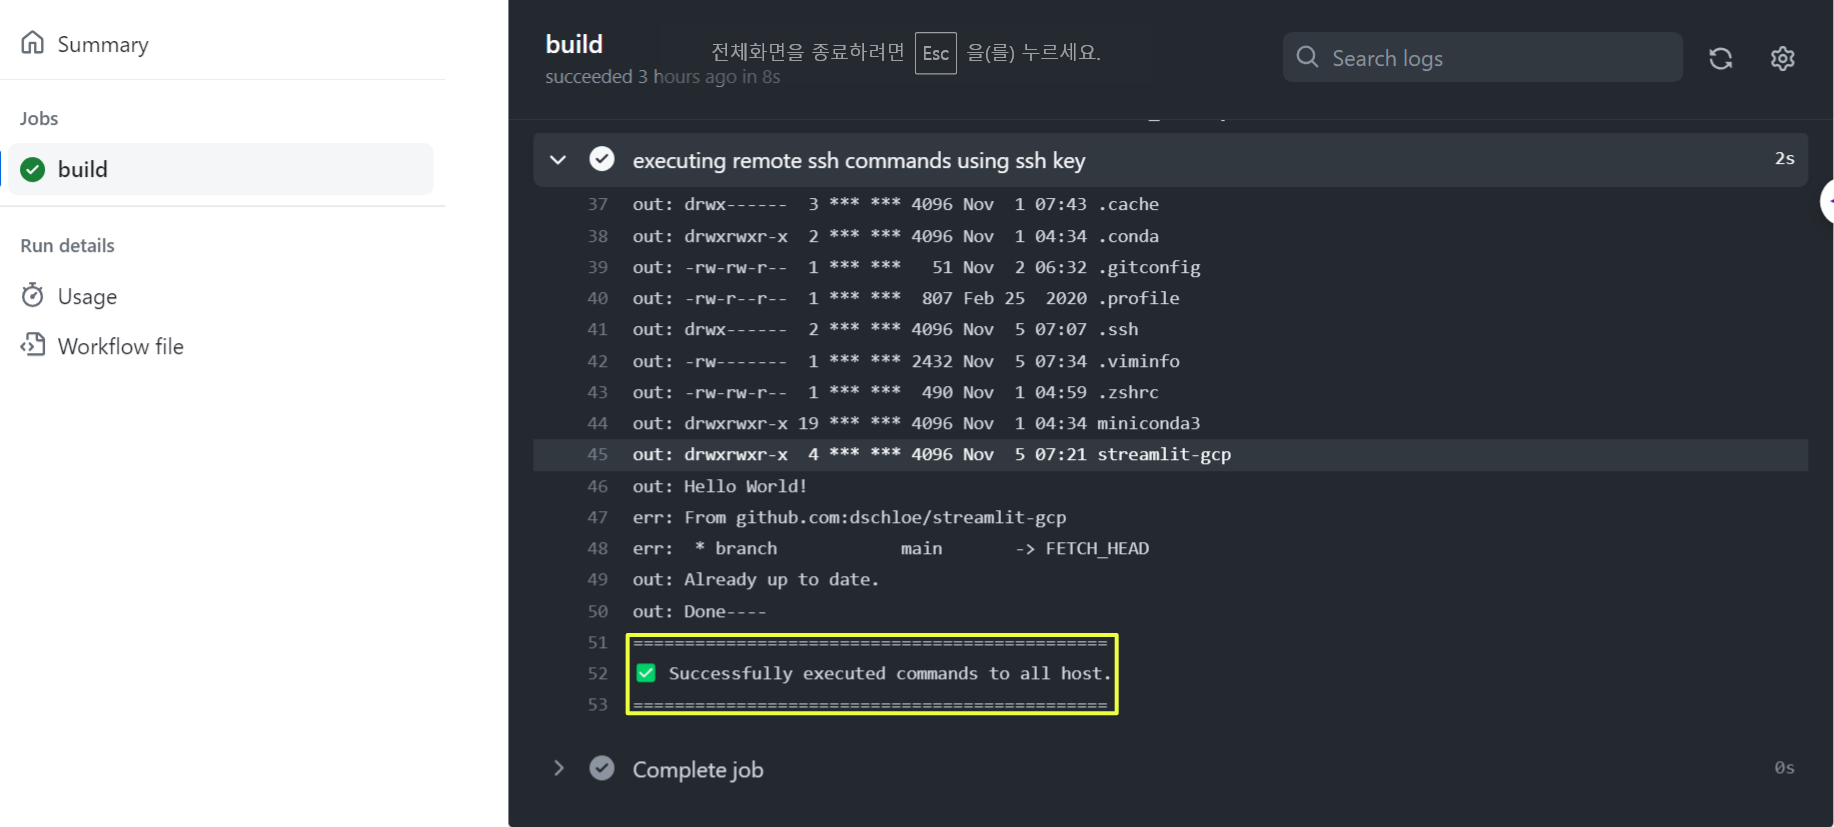 Summary
Jobs
build
Run details
Usage
Workflow file
build
succeeded 3 hours ago in 8s
전체화면을 종료하려면 Esc 을(를) 누르세요.
Search logs
executing remote ssh commands using ssh key 2s
37 out: drwx------  3 *** *** 4096 Nov  1 07:43 .cache
38 out: drwxrwxr-x  2 *** *** 4096 Nov  1 04:34 .conda
39 out: -rw-rw-r--  1 *** ***   51 Nov  2 06:32 .gitconfig
40 out: -rw-r--r--  1 *** ***  807 Feb 25  2020 .profile
41 out: drwx------  2 *** *** 4096 Nov  5 07:07 .ssh
42 out: -rw-------  1 *** *** 2432 Nov  5 07:34 .viminfo
43 out: -rw-rw-r--  1 *** ***  490 Nov  1 04:59 .zshrc
44 out: drwxrwxr-x 19 *** *** 4096 Nov  1 04:34 miniconda3
45 out: drwxrwxr-x  4 *** *** 4096 Nov  5 07:21 streamlit-gcp
46 out: Hello World!
47 err: From github.com:dschloe/streamlit-gcp
48 err:  * branch            main       -> FETCH_HEAD
49 out: Already up to date.
50 out: Done----
51 ==============================================
52 ✅ Successfully executed commands to all host.
53 ==============================================
Complete job 0s